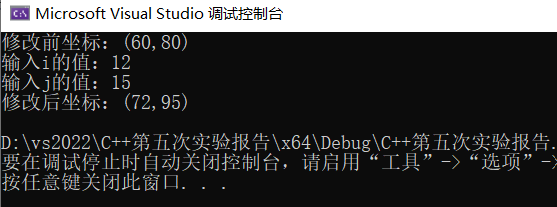 Microsoft Visual Studio 调试控制台
修改前坐标：(60,80)
输入i的值：12
输入j的值：15
修改后坐标：(72,95)
D:\vs2022\C++第五次实验报告\x64\Debug\C++第五次实验报告.
要在调试停止时自动关闭控制台，请启用“工具”->“选项”->
按任意键关闭此窗口. . .